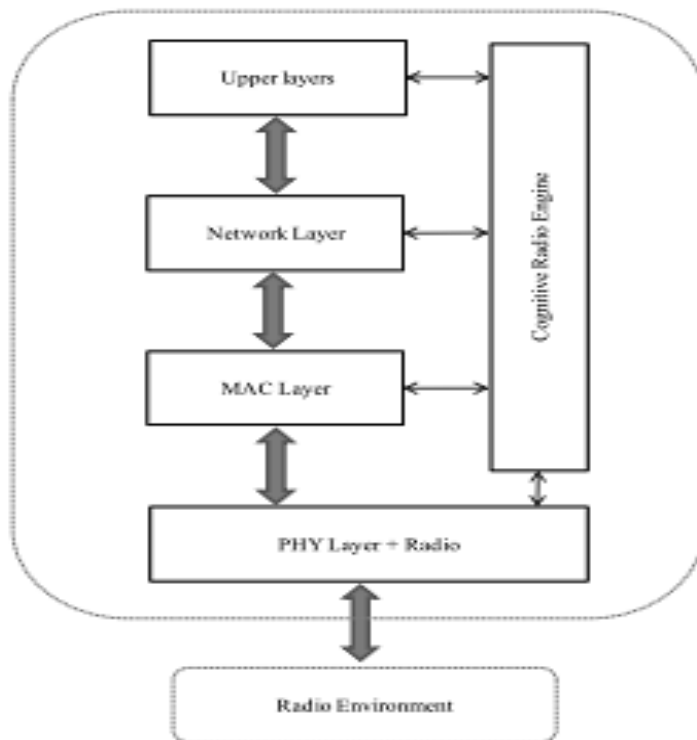 Upper layers
Network Layer
MAC Layer
Cognitive Radio Engine
PHY Layer + Radio
Radio Environment